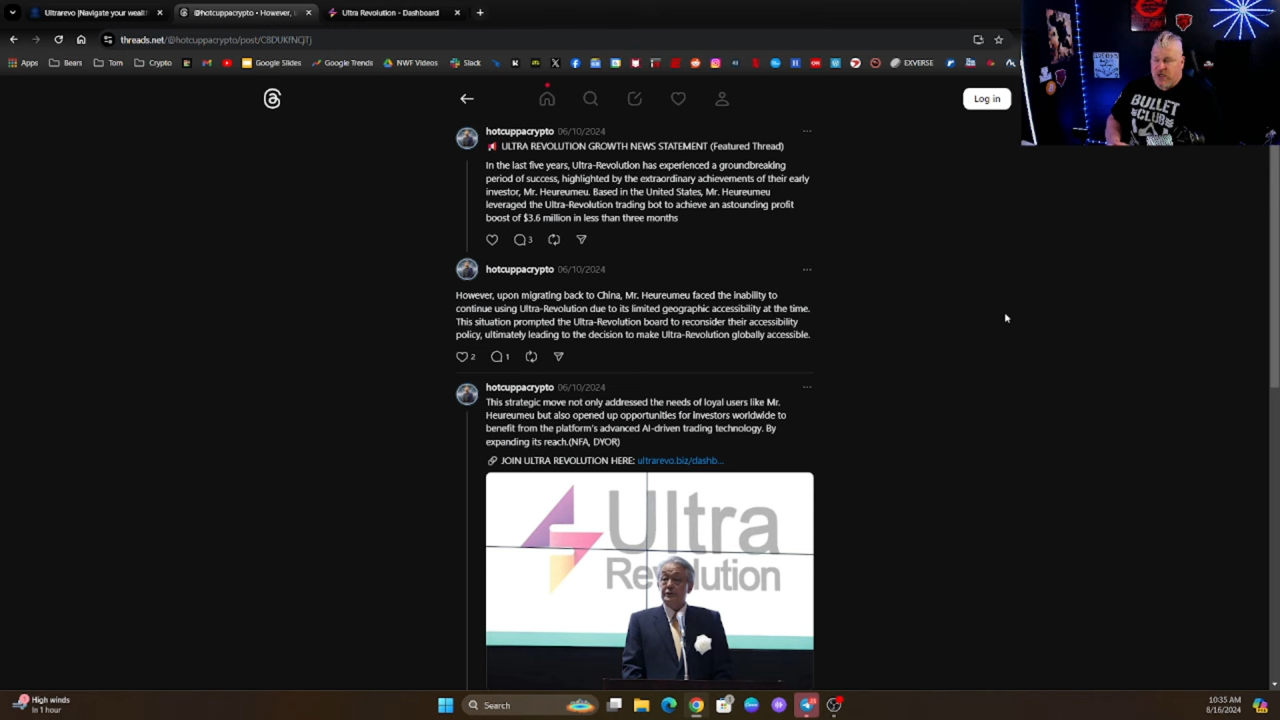 Ultrarevo |Navigate your wealt
@hotcuppacrypto • However, u
Ultra Revolution - Dashboard
threads.net/@hotcuppacrypto/post/C8DUKfNCjTj
Apps
Bears
Tom
Crypto
Google Slides
Google Trends
NWF Videos
Slack
EXVERSE
BULLET
CLUB
Log in
hotcuppacrypto 06/10/2024
ULTRA REVOLUTION GROWTH NEWS STATEMENT (Featured Thread)
In the last five years, Ultra-Revolution has experienced a groundbreaking
period of success, highlighted by the extraordinary achievements of their early
investor, Mr. Heureumeu. Based in the United States, Mr. Heureumeu
leveraged the Ultra-Revolution trading bot to achieve an astounding profit
boost of $3.6 million in less than three months
3
hotcuppacrypto 06/10/2024
However, upon migrating back to China, Mr. Heureumeu faced the inability to
continue using Ultra-Revolution due to its limited geographic accessibility at the time.
This situation prompted the Ultra-Revolution board to reconsider their accessibility
policy, ultimately leading to the decision to make Ultra-Revolution globally accessible.
2 1
hotcuppacrypto 06/10/2024
This strategic move not only addressed the needs of loyal users like Mr.
Heureumeu but also opened up opportunities for investors worldwide to
benefit from the platform's advanced AI-driven trading technology. By
expanding its reach.(NFA, DYOR)
JOIN ULTRA REVOLUTION HERE: ultrarevo.biz/dashb...
Ultra
Revolution
High winds
In 1 hour
Search
10:35 AM
8/16/2024